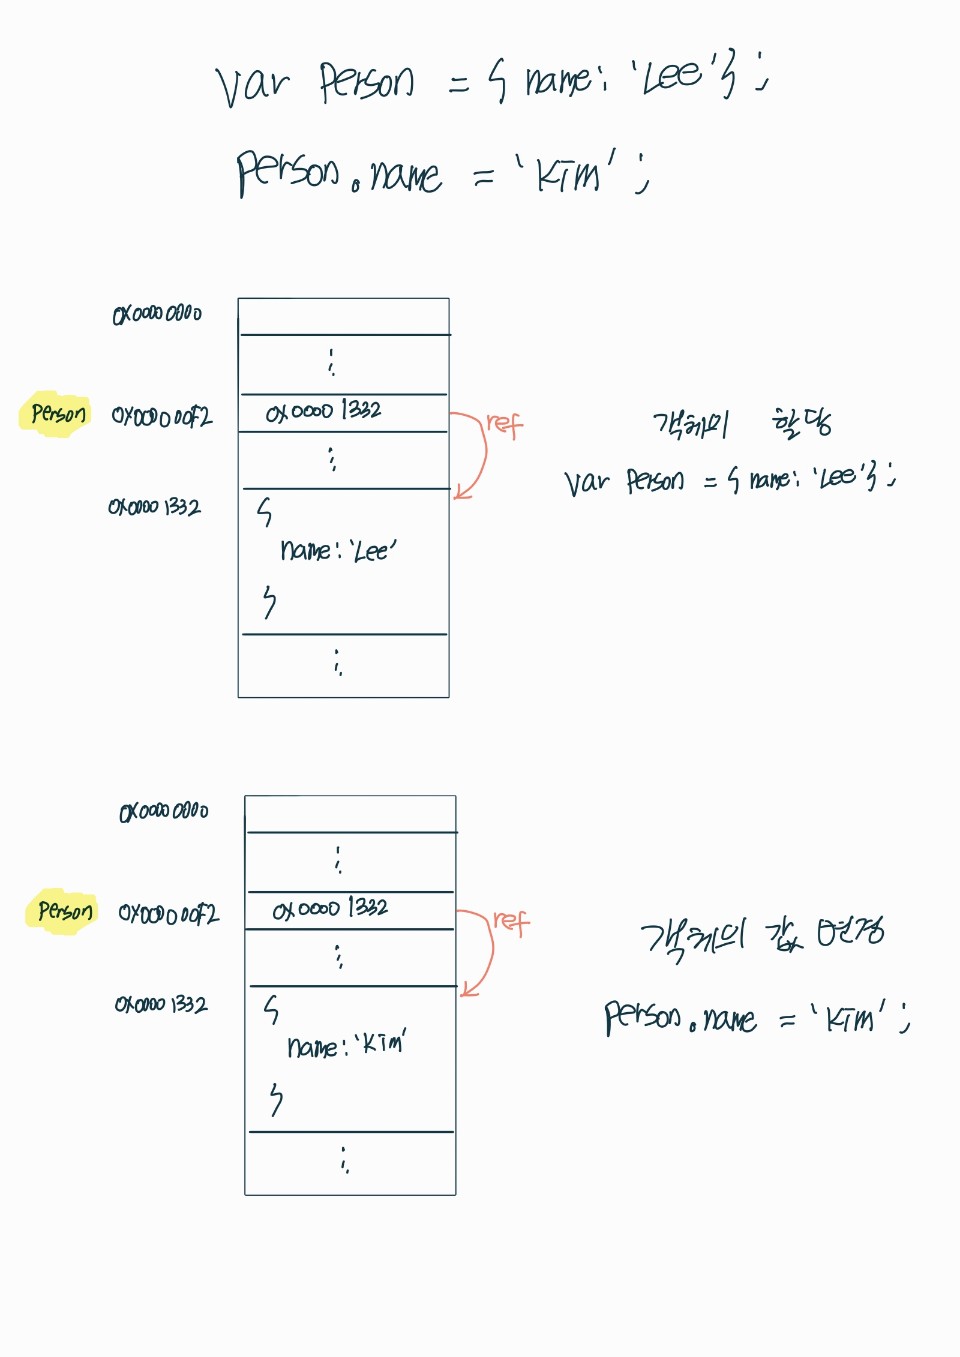 var person = { name: 'Lee' };
person.name = 'Kim';
0x0000 0000
person 0x0000 00F2 0x0000 1332 ref
객체의 할당
var person = { name: 'Lee' };
0x0000 1332 {
name: 'Lee'
}
0x0000 0000
person 0x0000 00F2 0x0000 1332 ref
객체의 값 변경
0x0000 1332 {
name: 'Kim'
}
person.name = 'Kim';